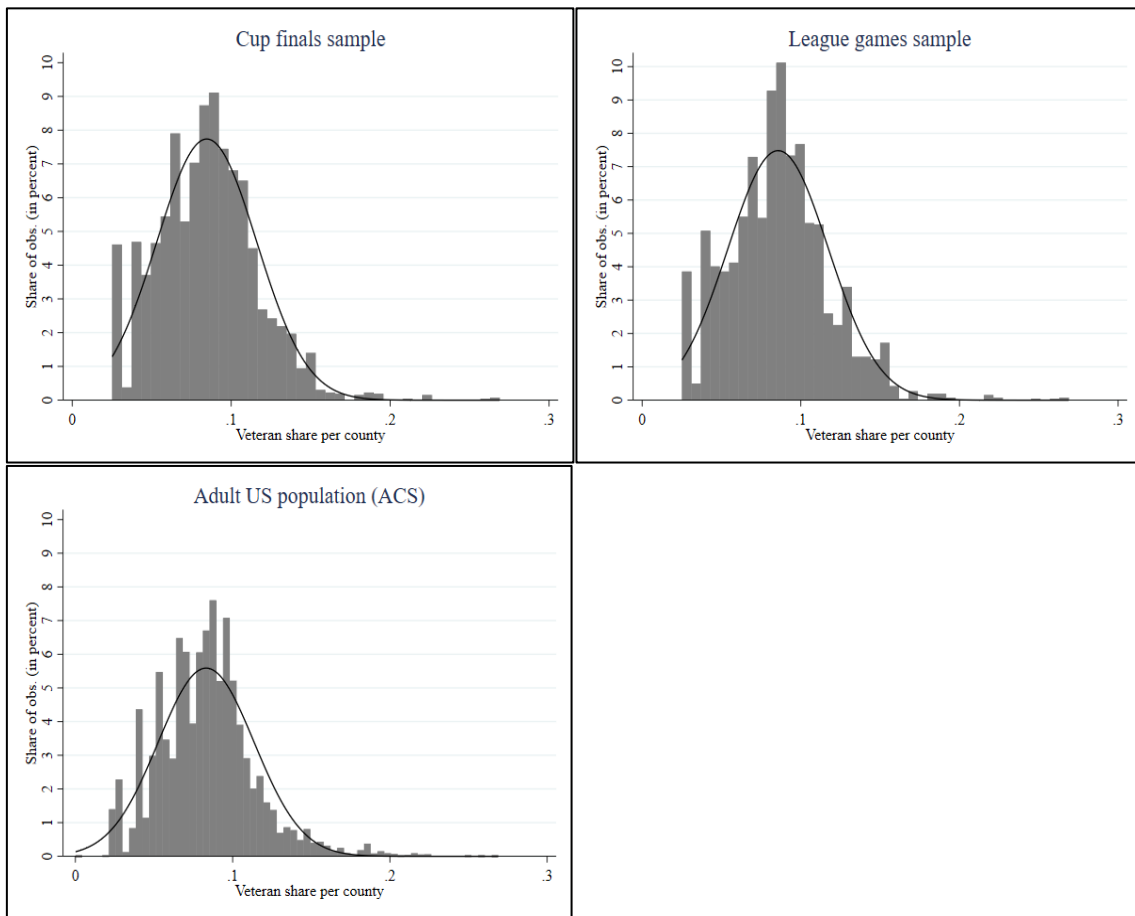 Cup finals sample
Share of obs. (in percent)
0 1 2 3 4 5 6 7 8 9 10
0 .1 .2 .3
Veteran share per county
League games sample
Share of obs. (in percent)
0 1 2 3 4 5 6 7 8 9 10
0 .1 .2 .3
Veteran share per county
Adult US population (ACS)
Share of obs. (in percent)
0 1 2 3 4 5 6 7 8 9 10
0 .1 .2 .3
Veteran share per county